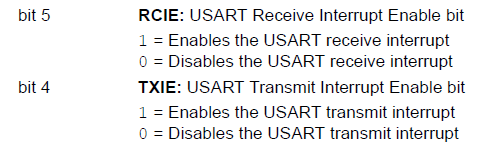 bit 5 RCIE: USART Receive Interrupt Enable bit
1 = Enables the USART receive interrupt
0 = Disables the USART receive interrupt
bit 4 TXIE: USART Transmit Interrupt Enable bit
1 = Enables the USART transmit interrupt
0 = Disables the USART transmit interrupt